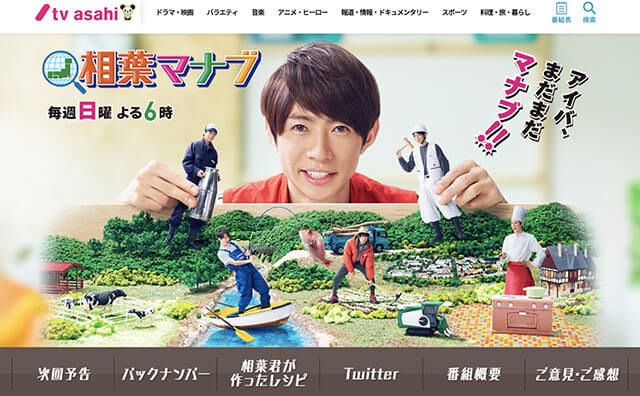 tv asahi
ドラマ・映画 バラエティ 音楽 アニメ・ヒーロー 報道・情報・ドキュメンタリー スポーツ 料理・旅・暮らし 番組表 検索
相葉マナブ
毎週日曜 よる6時
アイバ、
まだまだ
マナブ!!!
次回予告 バックナンバー 相葉君が
作ったレシピ Twitter 番組概要 ご意見・ご感想